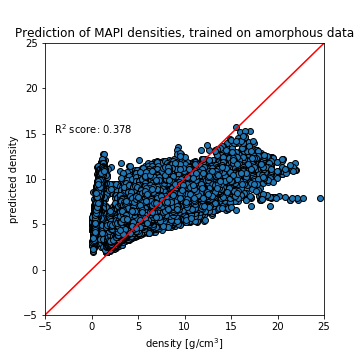 Prediction of MAPI densities, trained on amorphous data
25
20
15
10
5
0
−5
R² score: 0.378
predicted density
−5 0 5 10 15 20 25
density [g/cm³]